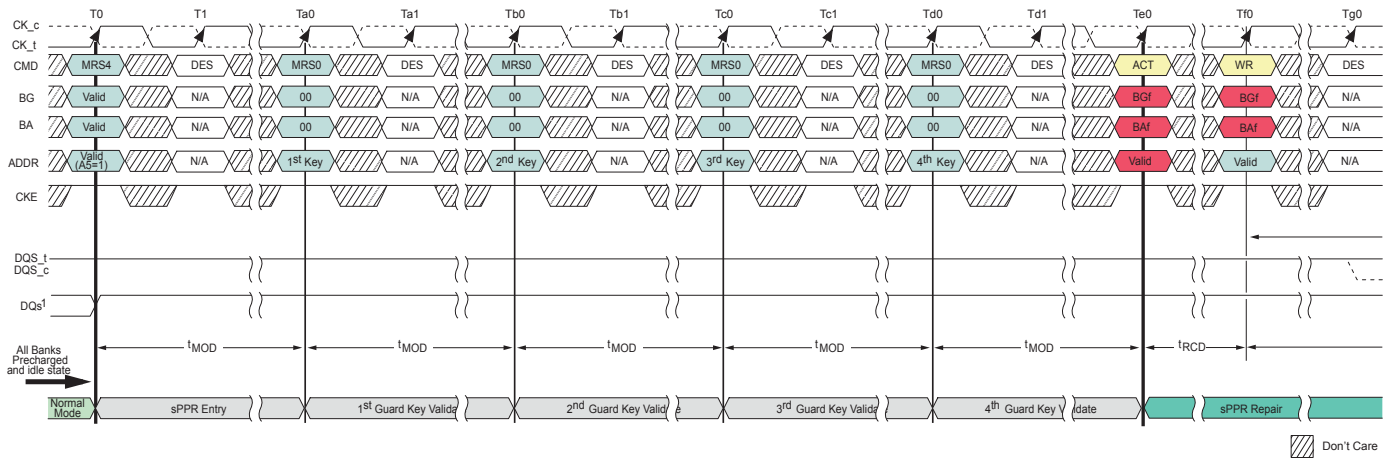 T0 T1 Ta0 Ta1 Tb0 Tb1 Tc0 Tc1 Td0 Td1 Te0 Tf0 Tg0
CK_c
CK_t
CMD MRS4 DES MRS0 DES MRS0 DES MRS0 DES MRS0 DES ACT WR DES
BG Valid N/A 00 N/A 00 N/A 00 N/A 00 N/A BGf BGf N/A
BA Valid N/A 00 N/A 00 N/A 00 N/A 00 N/A BAf BAf N/A
ADDR Valid (A5=1) N/A 1st Key N/A 2nd Key N/A 3rd Key N/A 4th Key N/A Valid Valid N/A
CKE
DQS_t
DQS_c
DQs1
tMOD tMOD tMOD tMOD tMOD tRCD
All Banks
Precharged
and idle state
Normal Mode sPPR Entry 1st Guard Key Valida 2nd Guard Key Valid e 3rd Guard Key Valida 4th Guard Key V date sPPR Repair
Don't Care